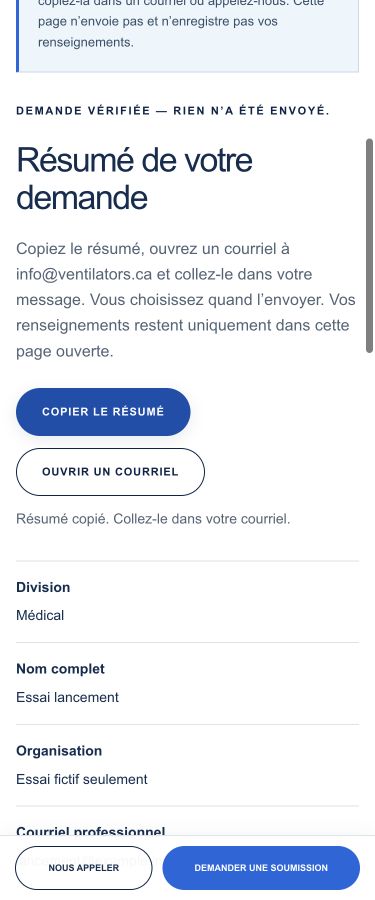 copiez-la dans un courriel ou appelez-nous. Cette
page n’envoie pas et n’enregistre pas vos
renseignements.
DEMANDE VÉRIFIÉE — RIEN N’A ÉTÉ ENVOYÉ.
Résumé de votre
demande
Copiez le résumé, ouvrez un courriel à
info@ventilators.ca et collez-le dans votre
message. Vous choisissez quand l’envoyer. Vos
renseignements restent uniquement dans cette
page ouverte.
COPIER LE RÉSUMÉ
OUVRIR UN COURRIEL
Résumé copié. Collez-le dans votre courriel.
Division
Médical
Nom complet
Essai lancement
Organisation
Essai fictif seulement
Courriel professionnel
NOUS APPELER
DEMANDER UNE SOUMISSION